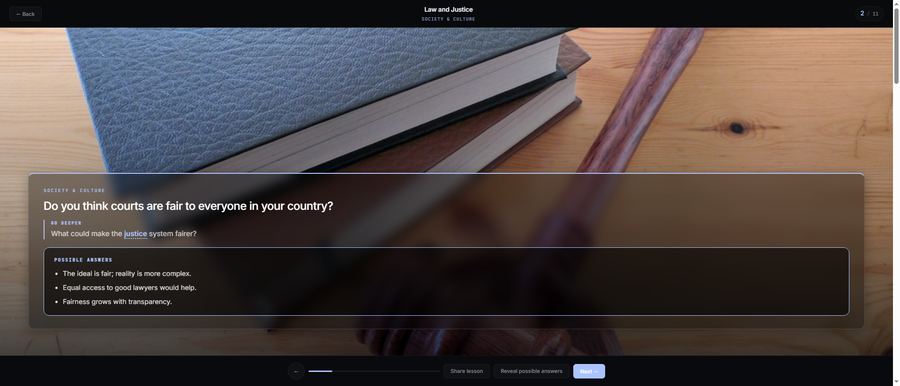 ← Back
Law and Justice
SOCIETY & CULTURE
2 / 11
SOCIETY & CULTURE
Do you think courts are fair to everyone in your country?
GO DEEPER
What could make the justice system fairer?
POSSIBLE ANSWERS
• The ideal is fair; reality is more complex.
• Equal access to good lawyers would help.
• Fairness grows with transparency.
←
Share lesson
Reveal possible answers
Next →